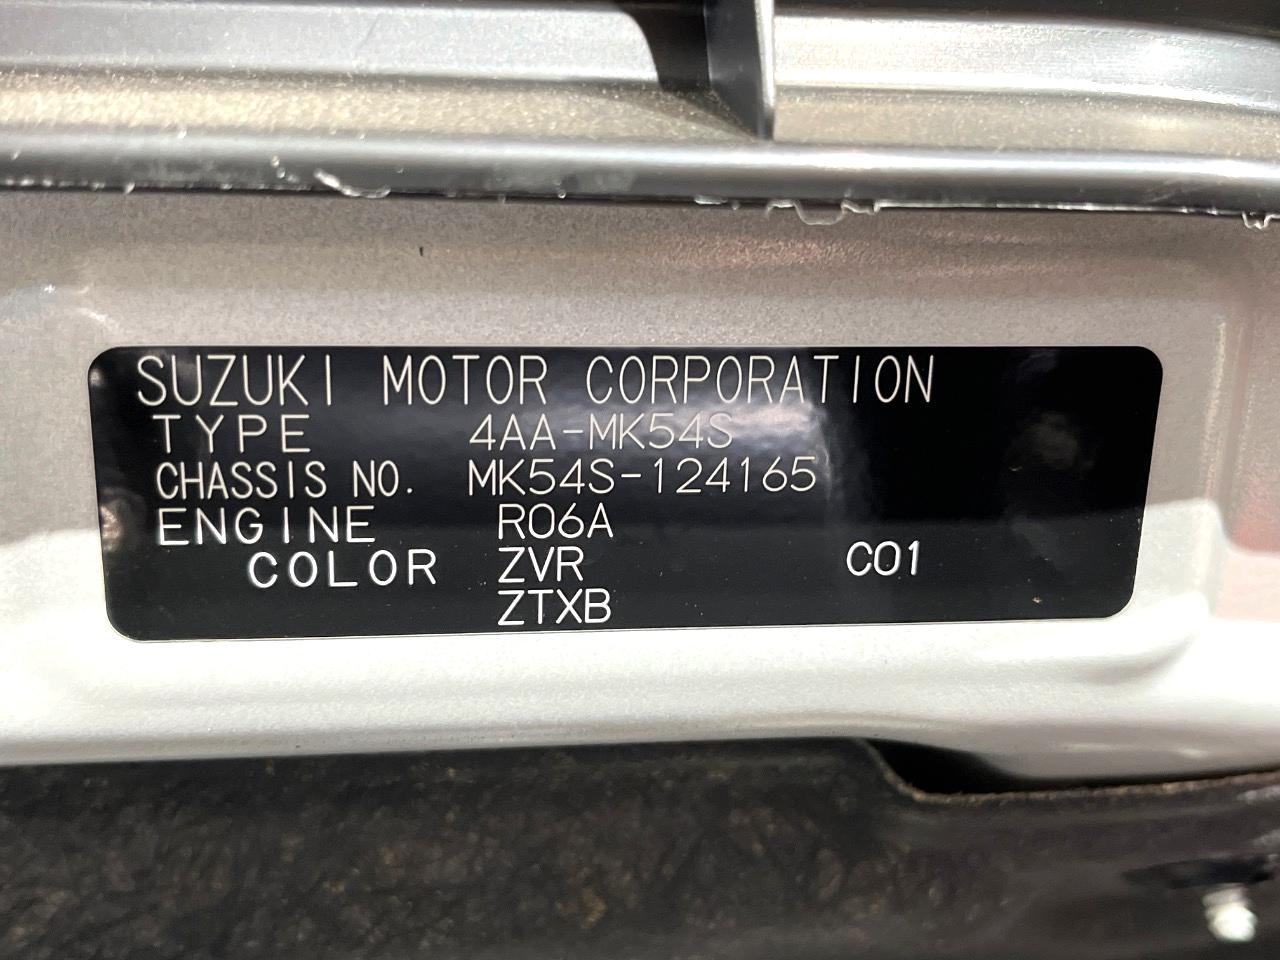 SUZUKI MOTOR CORPORATION
TYPE 4AA-MK54S
CHASSIS NO. MK54S-124165
ENGINE R06A
COLOR ZVR C01
ZTXB